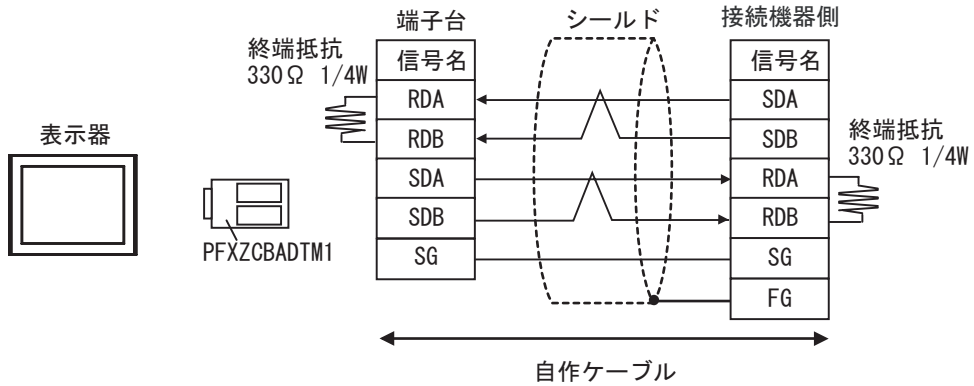 端子台
シールド
接続機器側
終端抵抗
330Ω 1/4W
信号名
信号名
RDA
SDA
RDB
SDB
終端抵抗
330Ω 1/4W
表示器
SDA
RDA
SDB
RDB
PFXZCBADTM1
SG
SG
FG
自作ケーブル